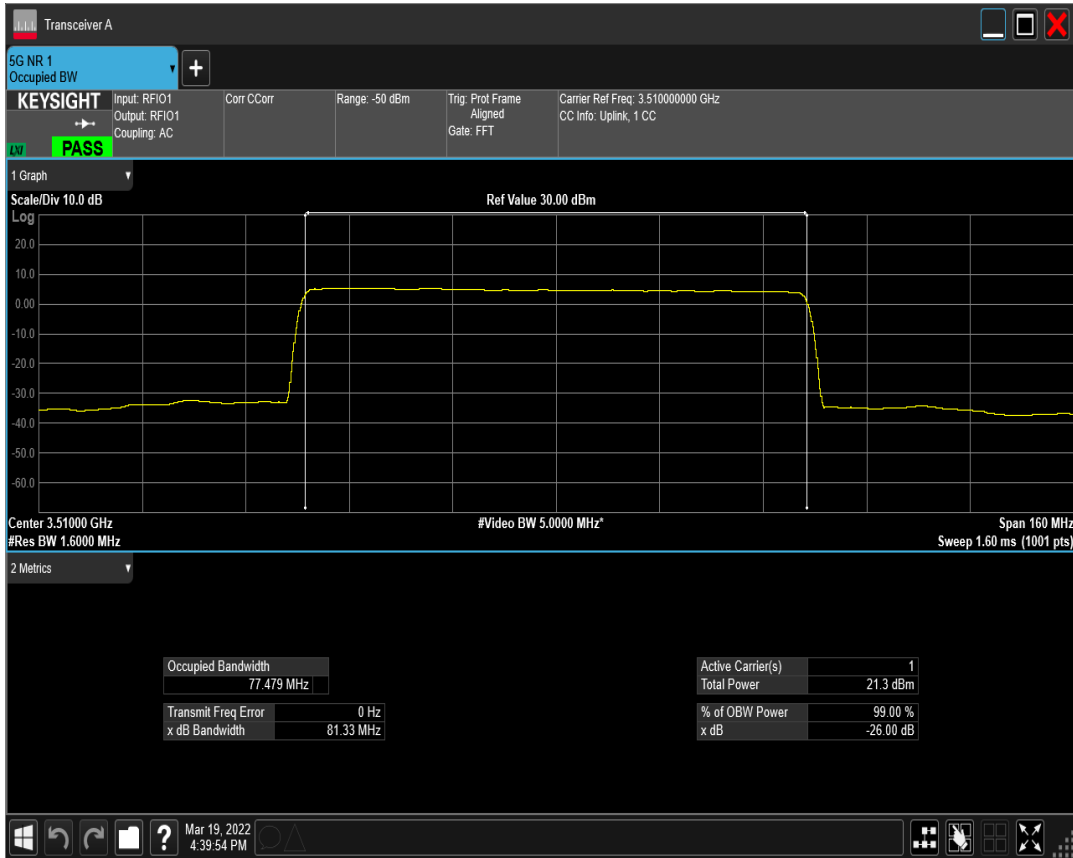 Transceiver A
5G NR 1
Occupied BW
+
KEYSIGHT
LXI
PASS
Input: RFIO1
Output: RFIO1
Coupling: AC
Corr CCorr
Range: -50 dBm
Trig: Prot Frame
Aligned
Gate: FFT
Carrier Ref Freq: 3.510000000 GHz
CC Info: Uplink, 1 CC
1 Graph
Scale/Div 10.0 dB
Ref Value 30.00 dBm
Log
20.0
10.0
0.00
-10.0
-20.0
-30.0
-40.0
-50.0
-60.0
Center 3.51000 GHz
#Video BW 5.0000 MHz*
Span 160 MHz
#Res BW 1.6000 MHz
Sweep 1.60 ms (1001 pts)
2 Metrics
Occupied Bandwidth
77.479 MHz
Transmit Freq Error 0 Hz
x dB Bandwidth 81.33 MHz
Active Carrier(s) 1
Total Power 21.3 dBm
% of OBW Power 99.00 %
x dB -26.00 dB
?
Mar 19, 2022
4:39:54 PM